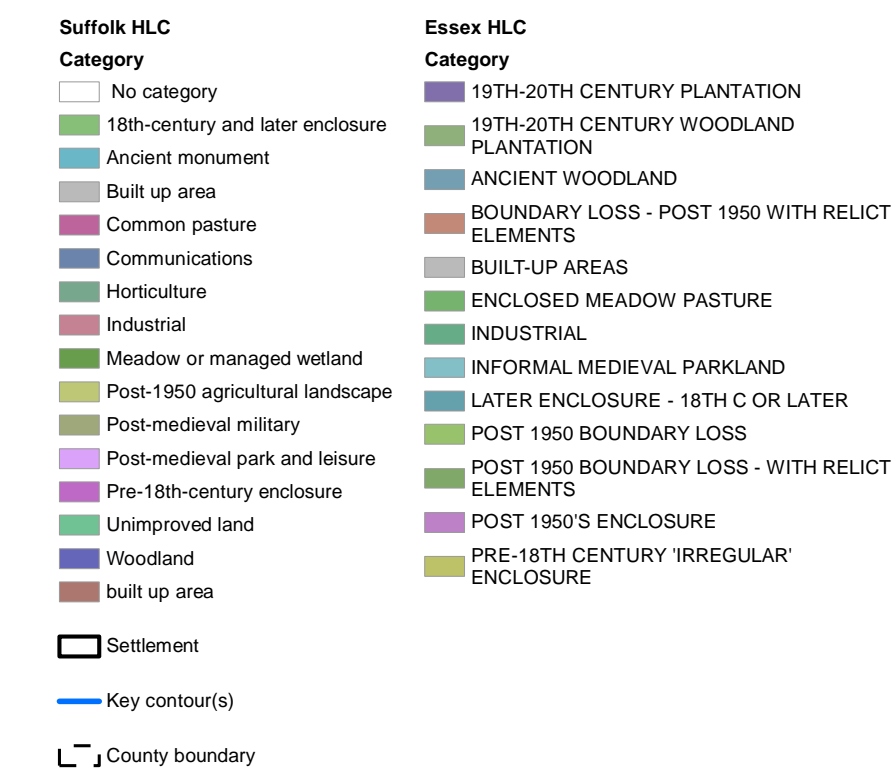 Suffolk HLC
Category
No category
18th-century and later enclosure
Ancient monument
Built up area
Common pasture
Communications
Horticulture
Industrial
Meadow or managed wetland
Post-1950 agricultural landscape
Post-medieval military
Post-medieval park and leisure
Pre-18th-century enclosure
Unimproved land
Woodland
built up area
Settlement
Key contour(s)
County boundary
Essex HLC
Category
19TH-20TH CENTURY PLANTATION
19TH-20TH CENTURY WOODLAND
PLANTATION
ANCIENT WOODLAND
BOUNDARY LOSS - POST 1950 WITH RELICT
ELEMENTS
BUILT-UP AREAS
ENCLOSED MEADOW PASTURE
INDUSTRIAL
INFORMAL MEDIEVAL PARKLAND
LATER ENCLOSURE - 18TH C OR LATER
POST 1950 BOUNDARY LOSS
POST 1950 BOUNDARY LOSS - WITH RELICT
ELEMENTS
POST 1950'S ENCLOSURE
PRE-18TH CENTURY 'IRREGULAR'
ENCLOSURE